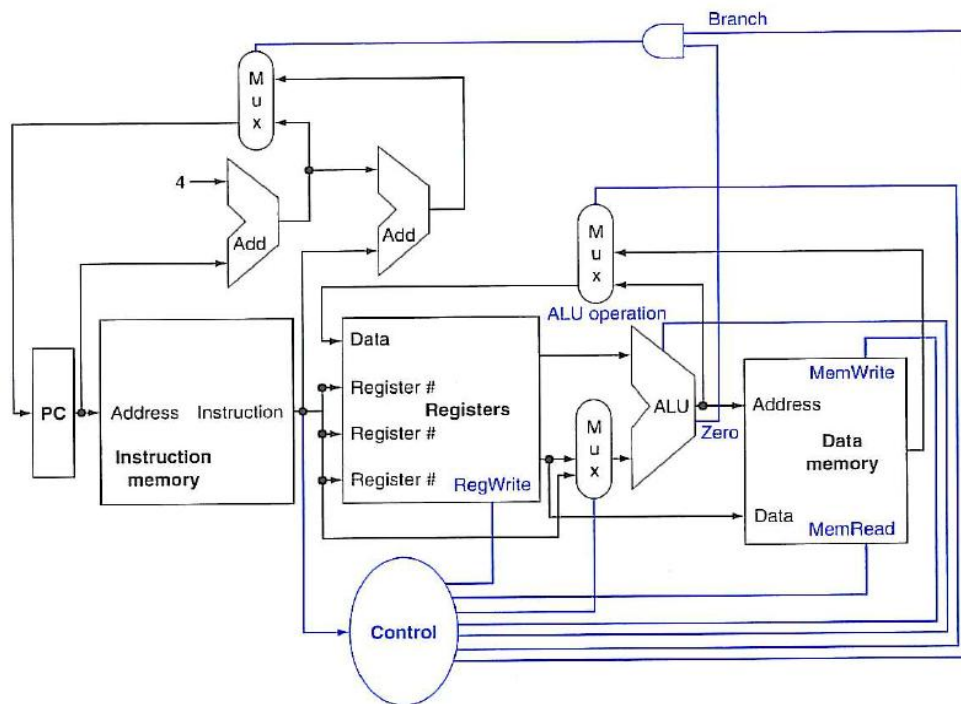 Branch
M
u
x
4
Add
Add
M
u
x
ALU operation
Data
Register #
Register #
Registers
Register #
RegWrite
PC
Address
Instruction
Instruction
memory
M
u
x
ALU
Zero
MemWrite
Address
Data
memory
Data
MemRead
Control